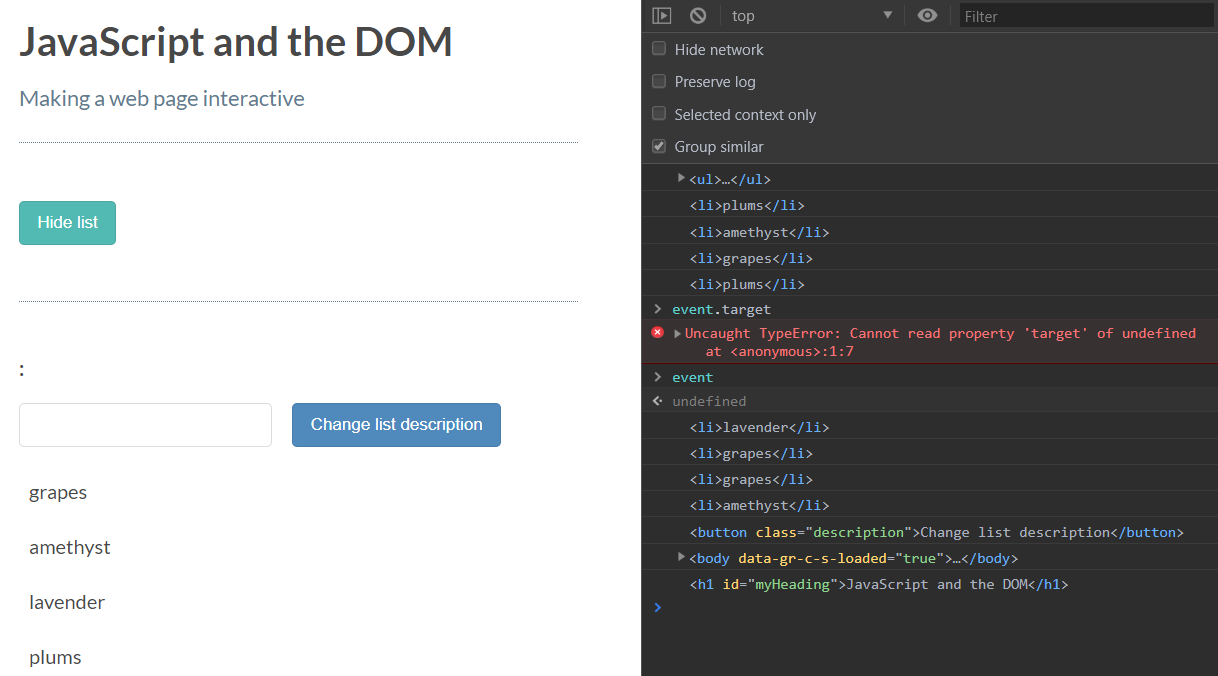 JavaScript and the DOM
Making a web page interactive
Hide list
:
Change list description
grapes
amethyst
lavender
plums
top
Filter
Hide network
Preserve log
Selected context only
Group similar
<ul>…</ul>
<li>plums</li>
<li>amethyst</li>
<li>grapes</li>
<li>plums</li>
event.target
Uncaught TypeError: Cannot read property 'target' of undefined
at <anonymous>:1:7
event
undefined
<li>lavender</li>
<li>grapes</li>
<li>grapes</li>
<li>amethyst</li>
<button class="description">Change list description</button>
<body data-gr-c-s-loaded="true">…</body>
<h1 id="myHeading">JavaScript and the DOM</h1>